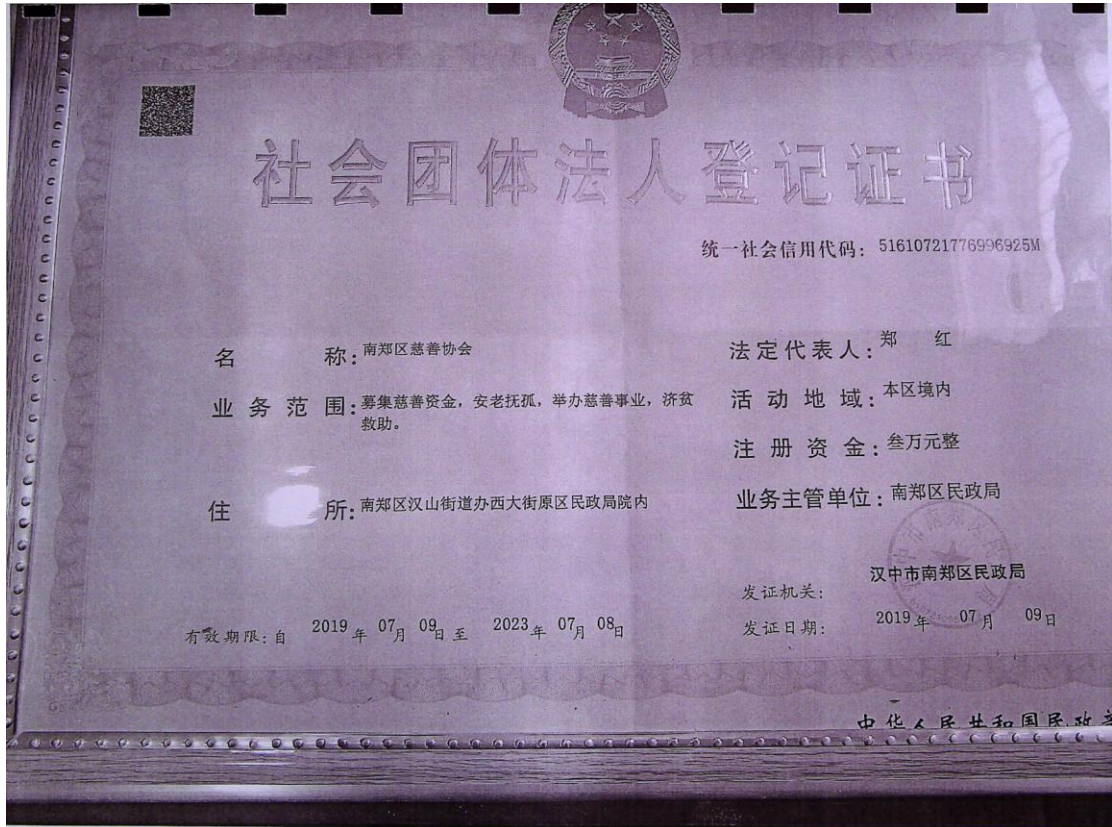 社会团体法人登记证书
统一社会信用代码：51610721776996925M
名称：南郑区慈善协会
法定代表人：郑 红
业务范围：募集慈善资金，安老抚孤，举办慈善事业，济贫
救助。
活动地域：本区境内
注册资金：叁万元整
住所：南郑区汉山街道办西大街原区民政局院内
业务主管单位：南郑区民政局
发证机关：汉中市南郑区民政局
有效期限：自 2019年 07月 09日至 2023年 07月 08日
发证日期：2019年 07月 09日
中华人民共和国民政